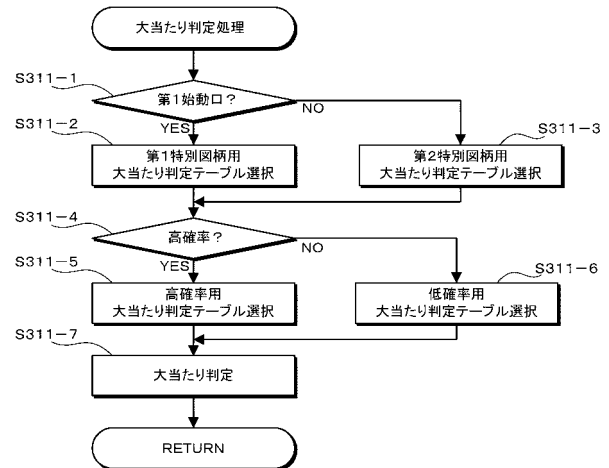 大当たり判定処理
S311-1
第1始動口?
NO
YES
S311-2
第1特別図柄用
大当たり判定テーブル選択
S311-3
第2特別図柄用
大当たり判定テーブル選択
S311-4
高確率?
NO
YES
S311-5
高確率用
大当たり判定テーブル選択
S311-6
低確率用
大当たり判定テーブル選択
S311-7
大当たり判定
RETURN